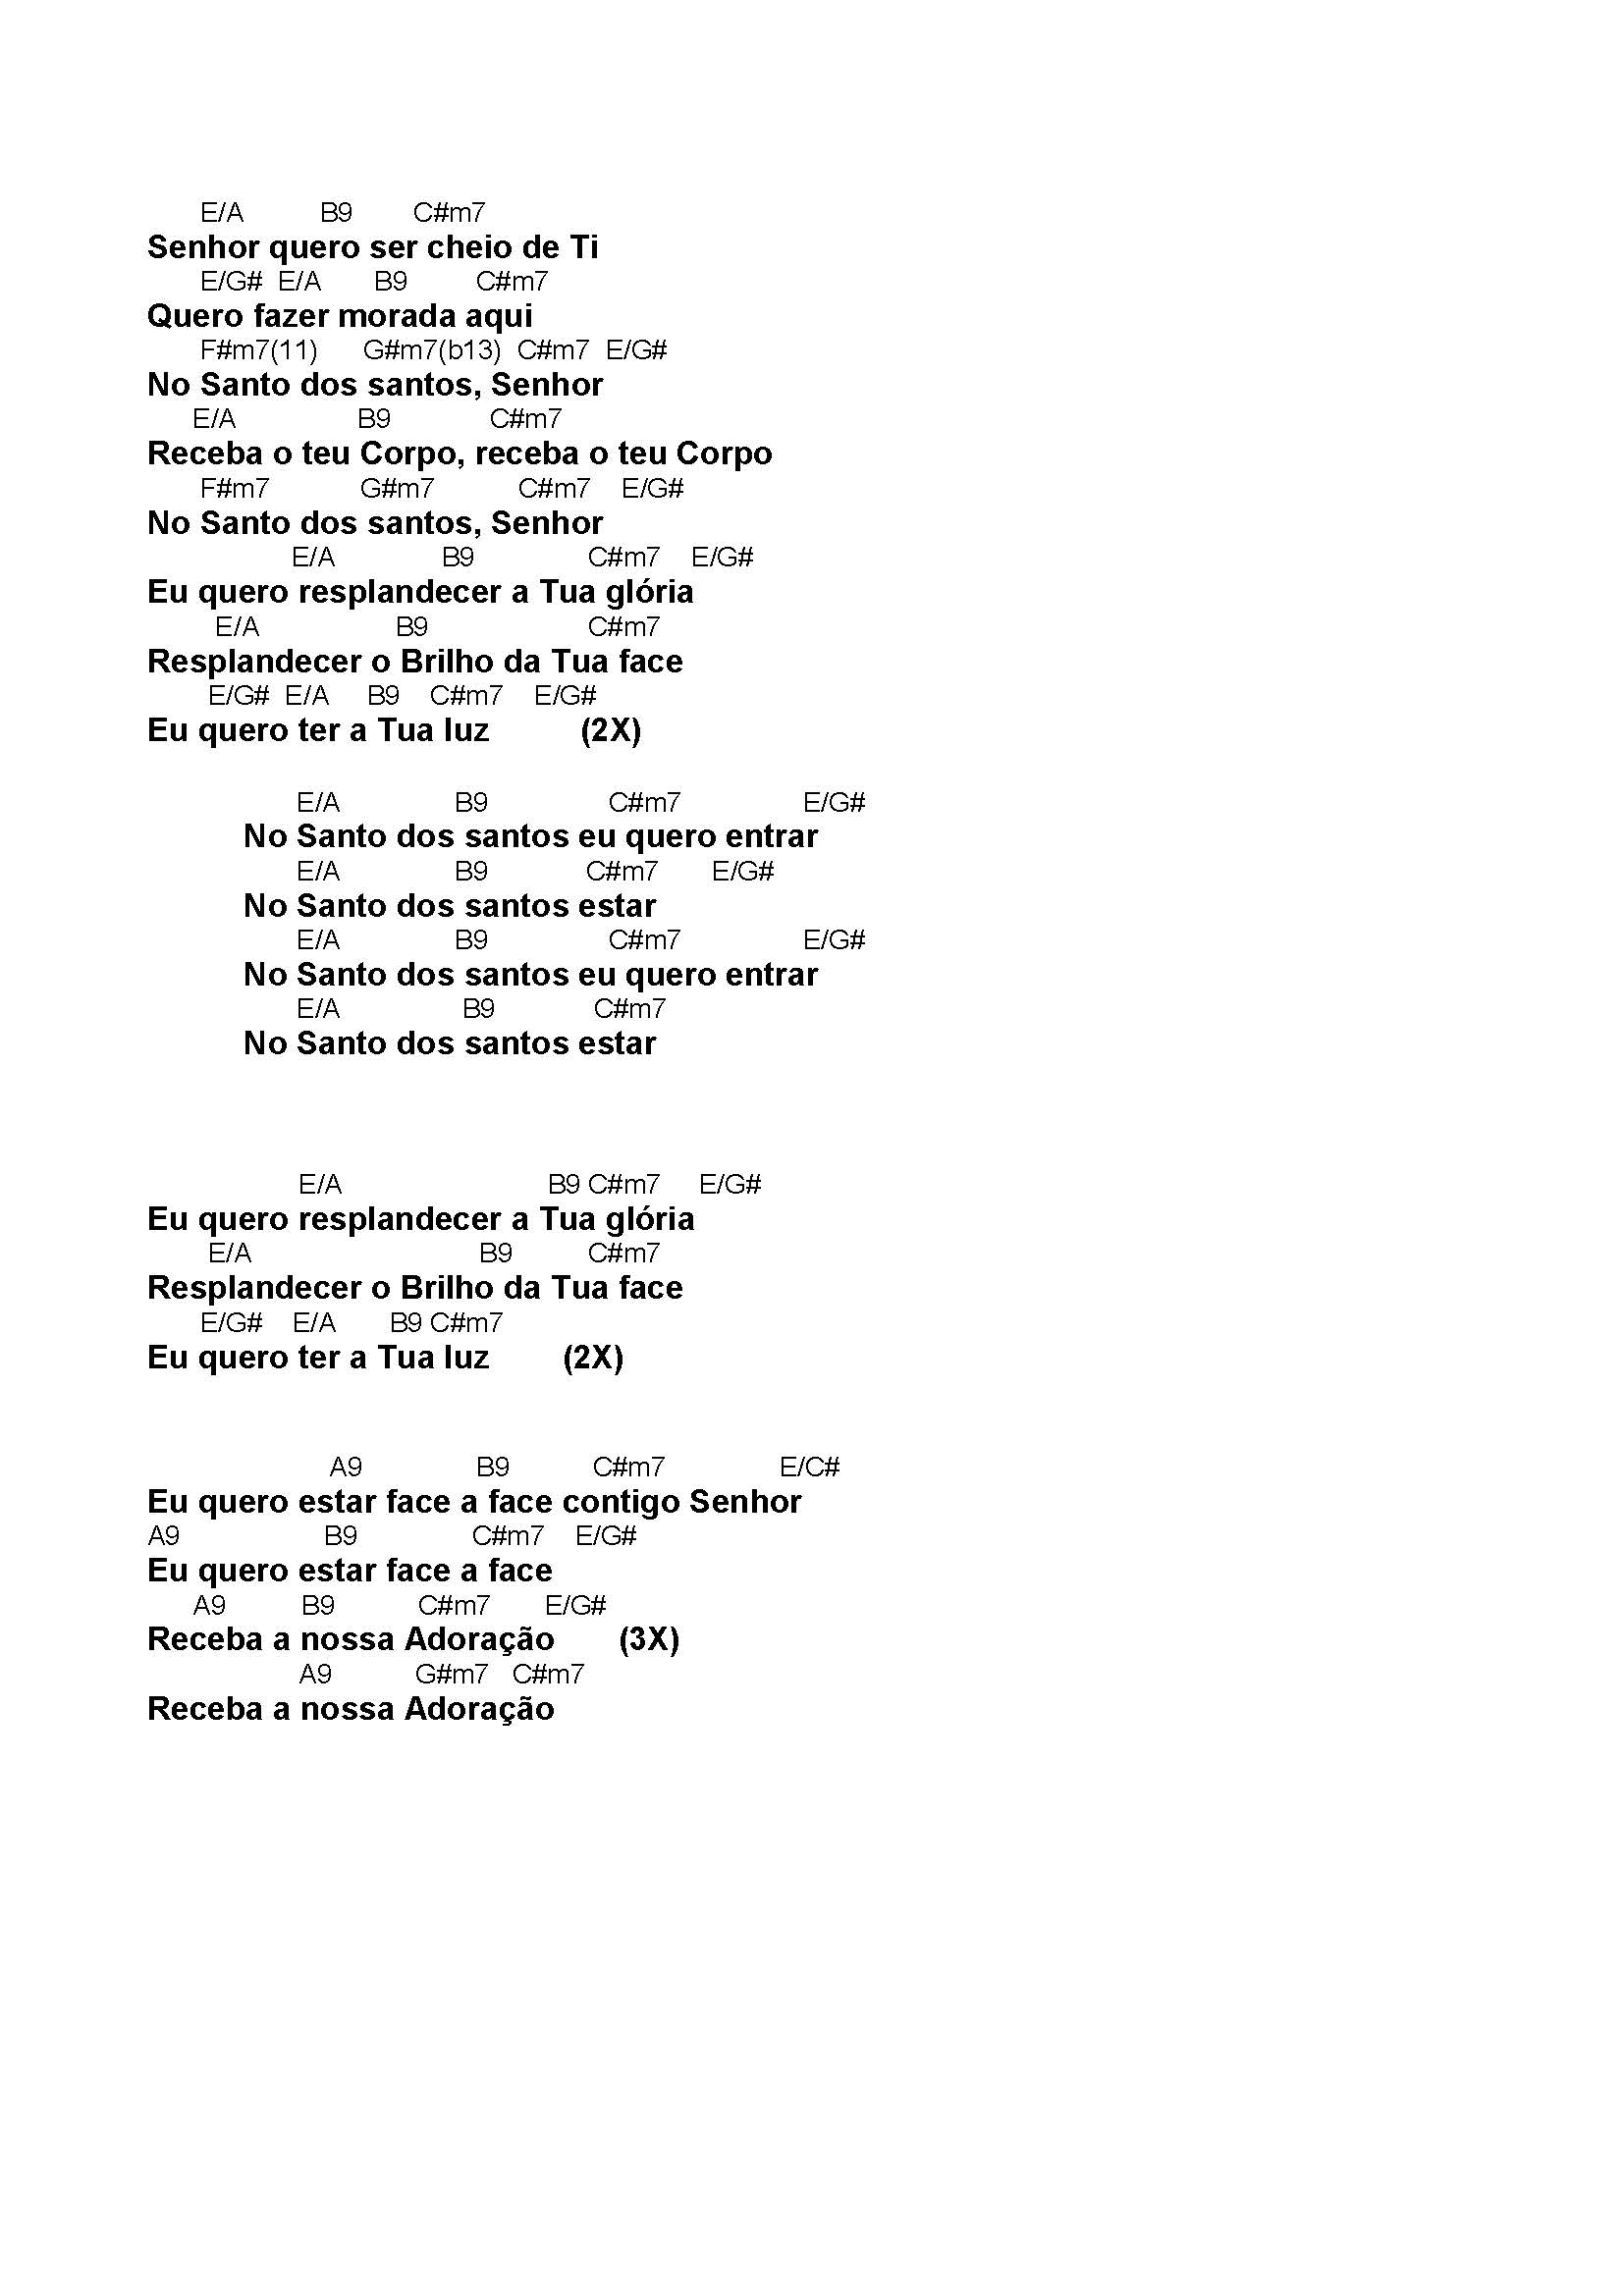 E/A B9 C#m7
Senhor quero ser cheio de Ti
E/G# E/A B9 C#m7
Quero fazer morada aqui
F#m7(11) G#m7(b13) C#m7 E/G#
No Santo dos santos, Senhor
E/A B9 C#m7
Receba o teu Corpo, receba o teu Corpo
F#m7 G#m7 C#m7 E/G#
No Santo dos santos, Senhor
E/A B9 C#m7 E/G#
Eu quero resplandecer a Tua glória
E/A B9 C#m7
Resplandecer o Brilho da Tua face
E/G# E/A B9 C#m7 E/G#
Eu quero ter a Tua luz (2X)
E/A B9 C#m7 E/G#
No Santo dos santos eu quero entrar
E/A B9 C#m7 E/G#
No Santo dos santos estar
E/A B9 C#m7 E/G#
No Santo dos santos eu quero entrar
E/A B9 C#m7
No Santo dos santos estar
E/A B9 C#m7 E/G#
Eu quero resplandecer a Tua glória
E/A B9 C#m7
Resplandecer o Brilho da Tua face
E/G# E/A B9 C#m7
Eu quero ter a Tua luz (2X)
A9 B9 C#m7 E/C#
Eu quero estar face a face contigo Senhor
A9 B9 C#m7 E/G#
Eu quero estar face a face
A9 B9 C#m7 E/G#
Receba a nossa Adoração (3X)
A9 G#m7 C#m7
Receba a nossa Adoração